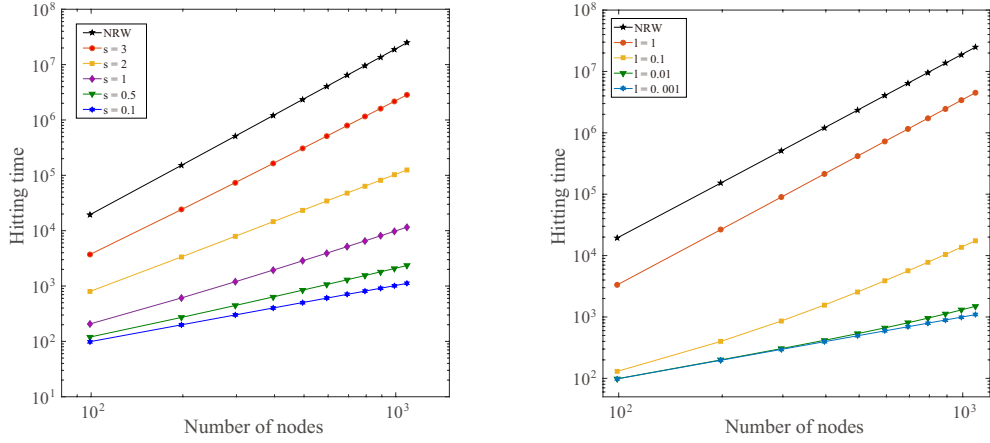 10^8
10^7
10^6
10^5
10^4
10^3
10^2
10^1
10^2
10^3
Hitting time
Number of nodes
NRW
s = 3
s = 2
s = 1
s = 0.5
s = 0.1
10^8
10^7
10^6
10^5
10^4
10^3
10^2
10^2
10^3
Hitting time
Number of nodes
NRW
l = 1
l = 0.1
l = 0.01
l = 0. 001